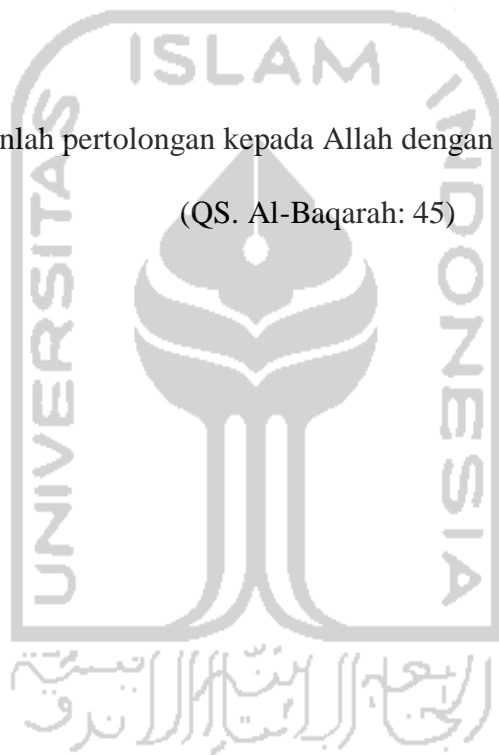 ISLAM
UNIVERSITAS
INDONESIA
nlah pertolongan kepada Allah dengan
(QS. Al-Baqarah: 45)